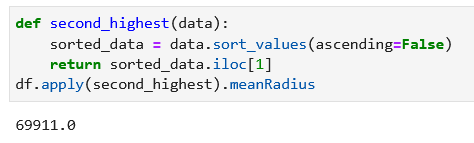 def second_highest(data):
    sorted_data = data.sort_values(ascending=False)
    return sorted_data.iloc[1]
df.apply(second_highest).meanRadius
69911.0